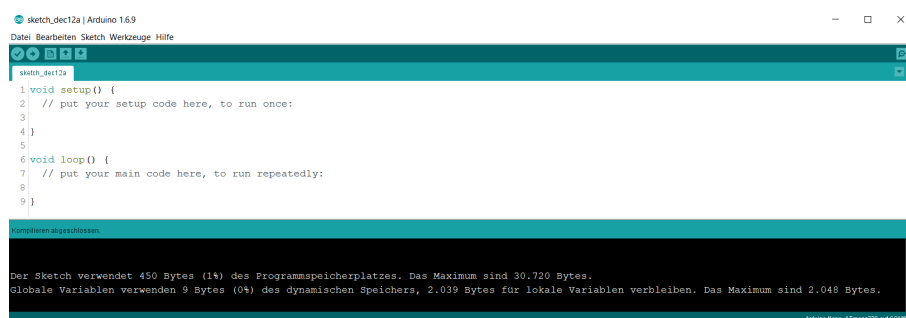 sketch_dec12a | Arduino 1.6.9
Datei Bearbeiten Sketch Werkzeuge Hilfe
sketch_dec12a
1 void setup() {
2 // put your setup code here, to run once:
3
4 }
5
6 void loop() {
7 // put your main code here, to run repeatedly:
8
9 }
Kompilieren abgeschlossen.
Der Sketch verwendet 450 Bytes (1%) des Programmspeicherplatzes. Das Maximum sind 30.720 Bytes.
Globale Variablen verwenden 9 Bytes (0%) des dynamischen Speichers, 2.039 Bytes für lokale Variablen verbleiben. Das Maximum sind 2.048 Bytes.